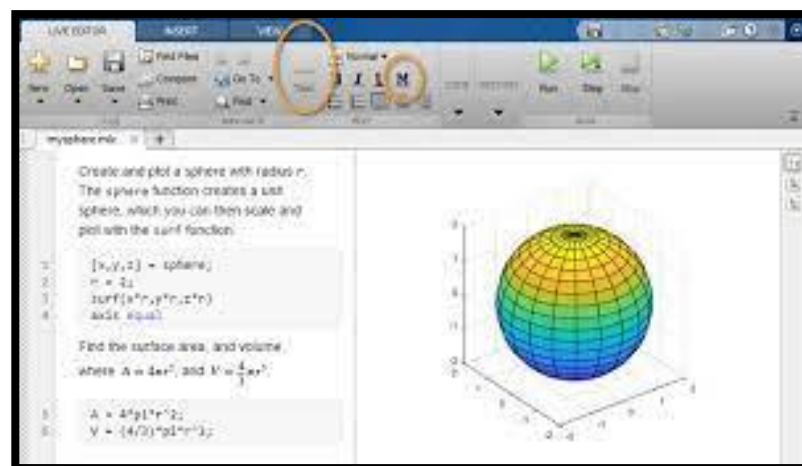 LIVE EDITOR INSERT VIEW
Find Files Normal
New Open Save Compare Go To Text B I U M Run Step Stop
Print Find
mysphere.mlx
Create and plot a sphere with radius r.
The sphere function creates a unit
sphere, which you can then scale and
plot with the surf function.
1 [x,y,z] = sphere;
2 r = 2;
3 surf(x*r,y*r,z*r)
4 axis equal
Find the surface area, and volume,
where A = 4πr², and V = 4/3 πr³.
5 A = 4*pi*r^2;
6 V = (4/3)*pi*r^3;